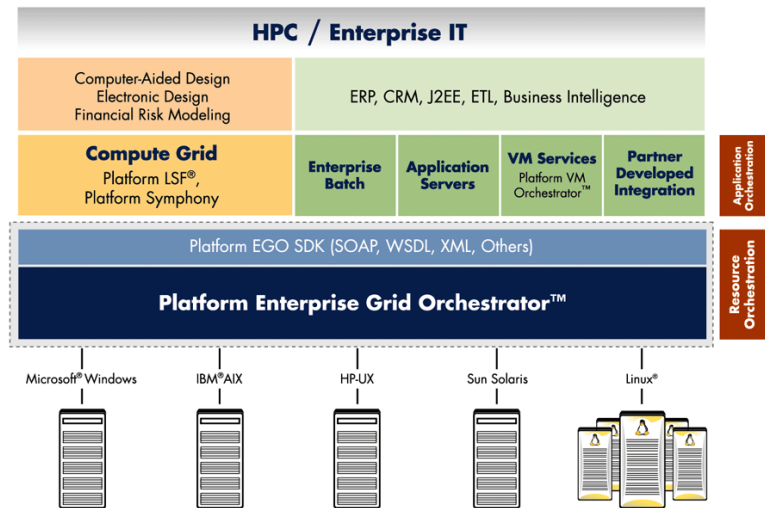 HPC / Enterprise IT
Computer-Aided Design
Electronic Design
Financial Risk Modeling
ERP, CRM, J2EE, ETL, Business Intelligence
Compute Grid
Platform LSF®,
Platform Symphony
Enterprise
Batch
Application
Servers
VM Services
Platform VM
Orchestrator™
Partner
Developed
Integration
Application
Orchestration
Platform EGO SDK (SOAP, WSDL, XML, Others)
Platform Enterprise Grid Orchestrator™
Resource
Orchestration
Microsoft® Windows
IBM® AIX
HP-UX
Sun Solaris
Linux®